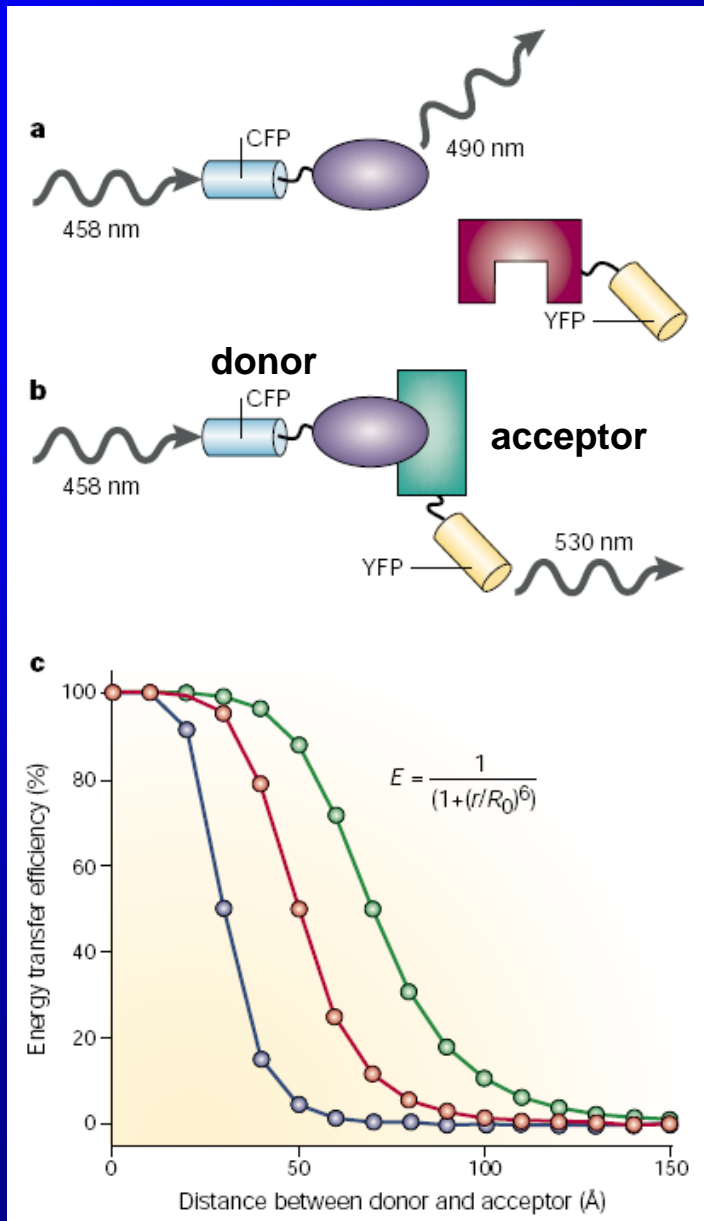 a
CFP
458 nm
490 nm
YFP
donor
b
CFP
458 nm
acceptor
YFP
530 nm
c
100
80
60
40
20
0
Energy transfer efficiency (%)
E = 1 / (1+(r/R₀)⁶)
0 50 100 150
Distance between donor and acceptor (Å)